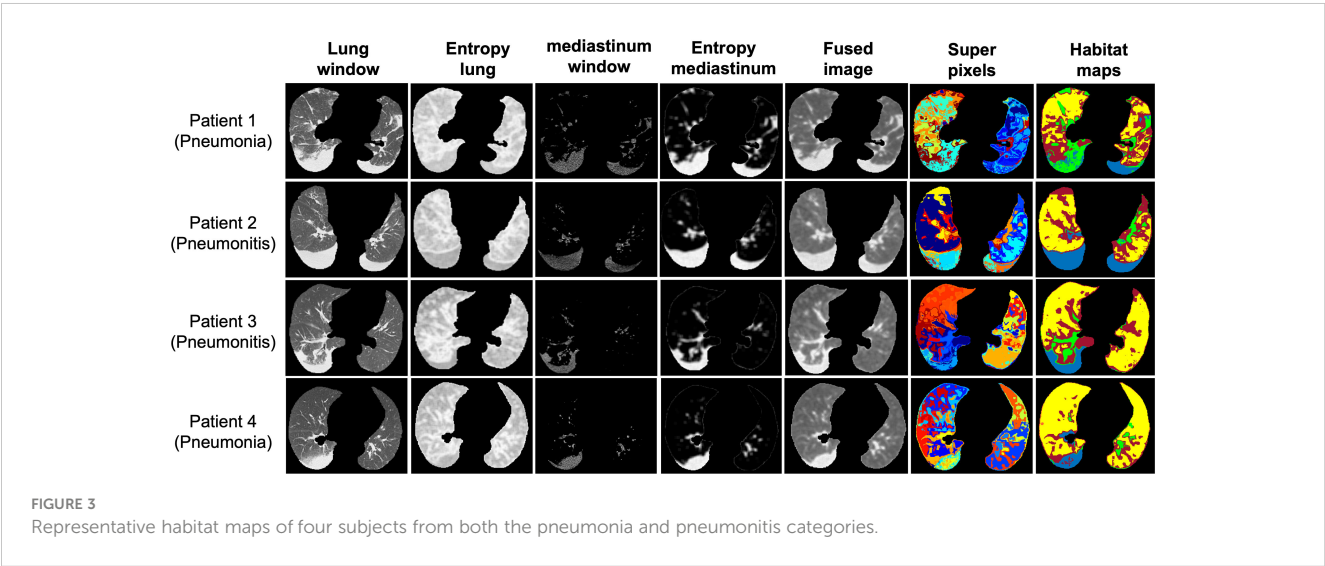 Lung
window
Entropy
lung
mediastinum
window
Entropy
mediastinum
Fused
image
Super
pixels
Habitat
maps
Patient 1
(Pneumonia)
Patient 2
(Pneumonitis)
Patient 3
(Pneumonitis)
Patient 4
(Pneumonia)
FIGURE 3
Representative habitat maps of four subjects from both the pneumonia and pneumonitis categories.